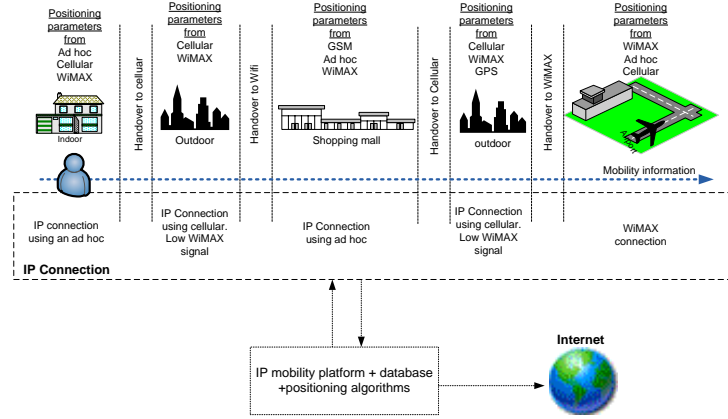 Positioning
parameters
from
Ad hoc
Cellular
WiMAX
Positioning
parameters
from
Cellular
WiMAX
Positioning
parameters
from
GSM
Ad hoc
WiMAX
Positioning
parameters
from
Cellular
WiMAX
GPS
Positioning
parameters
from
WiMAX
Ad hoc
Cellular
Handover to celluar
Handover to Wifi
Handover to Cellular
Handover to WiMAX
Indoor
Outdoor
Shopping mall
outdoor
Airport
Mobility information
IP connection
using an ad hoc
IP Connection
using cellular.
Low WiMAX
signal
IP Connection
using ad hoc
IP Connection
using cellular.
Low WiMAX
signal
WiMAX
connection
IP Connection
IP mobility platform + database
+positioning algorithms
Internet